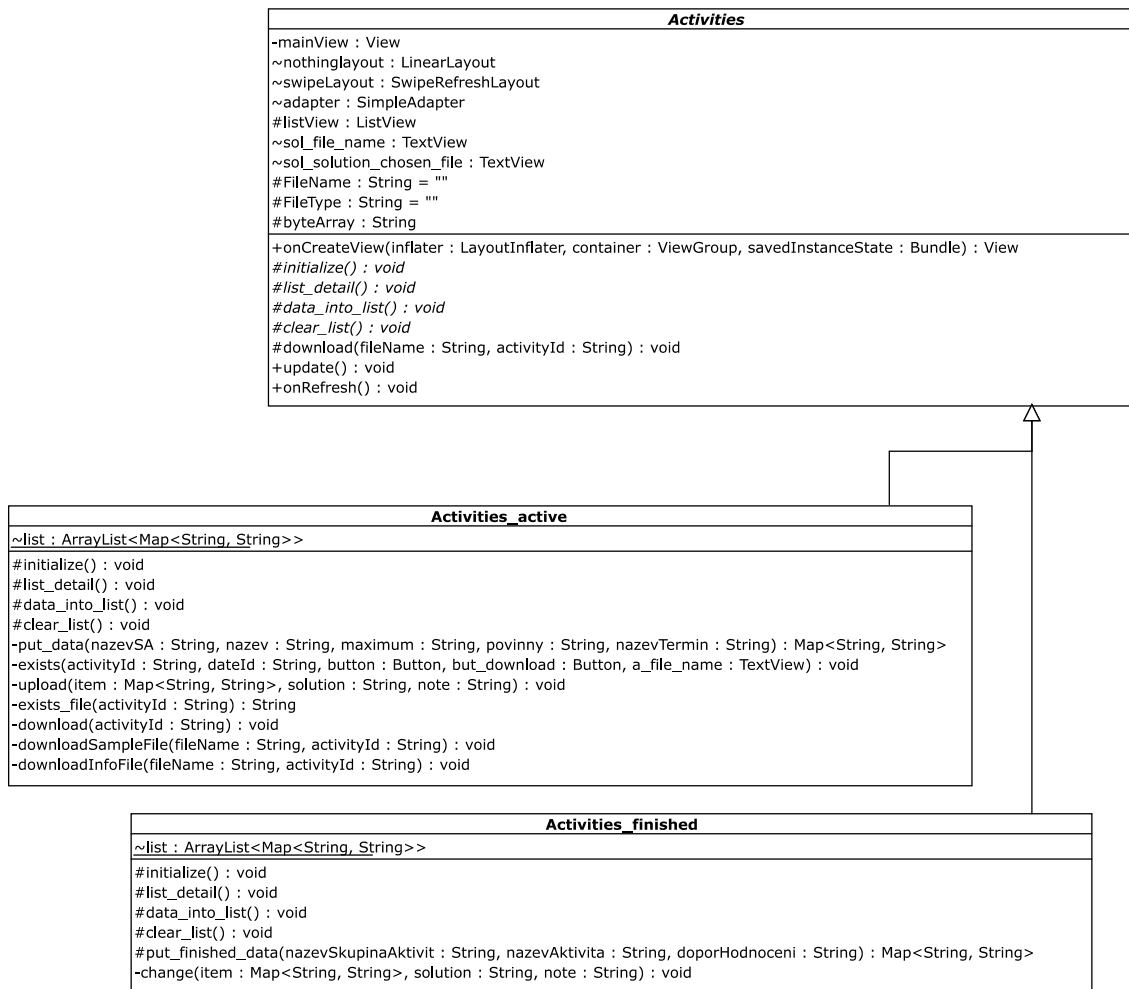 Activities
-mainView : View
~nothinglayout : LinearLayout
~swipeLayout : SwipeRefreshLayout
~adapter : SimpleAdapter
#listView : ListView
~sol_file_name : TextView
~sol_solution_chosen_file : TextView
#FileName : String = ""
#FileType : String = ""
#byteArray : String
+onCreateView(inflater : LayoutInflater, container : ViewGroup, savedInstanceState : Bundle) : View
#initialize() : void
#list_detail() : void
#data_into_list() : void
#clear_list() : void
#download(fileName : String, activityId : String) : void
+update() : void
+onRefresh() : void
Activities_active
~list : ArrayList<Map<String, String>>
#initialize() : void
#list_detail() : void
#data_into_list() : void
#clear_list() : void
-put_data(nazevSA : String, nazev : String, maximum : String, povinny : String, nazevTermin : String) : Map<String, String>
-exists(activityId : String, dateId : String, button : Button, but_download : Button, a_file_name : TextView) : void
-upload(item : Map<String, String>, solution : String, note : String) : void
-exists_file(activityId : String) : String
-download(activityId : String) : void
-downloadSampleFile(fileName : String, activityId : String) : void
-downloadInfoFile(fileName : String, activityId : String) : void
Activities_finished
~list : ArrayList<Map<String, String>>
#initialize() : void
#list_detail() : void
#data_into_list() : void
#clear_list() : void
#put_finished_data(nazevSkupinaAktivit : String, nazevAktivita : String, doporHodnoceni : String) : Map<String, String>
-change(item : Map<String, String>, solution : String, note : String) : void